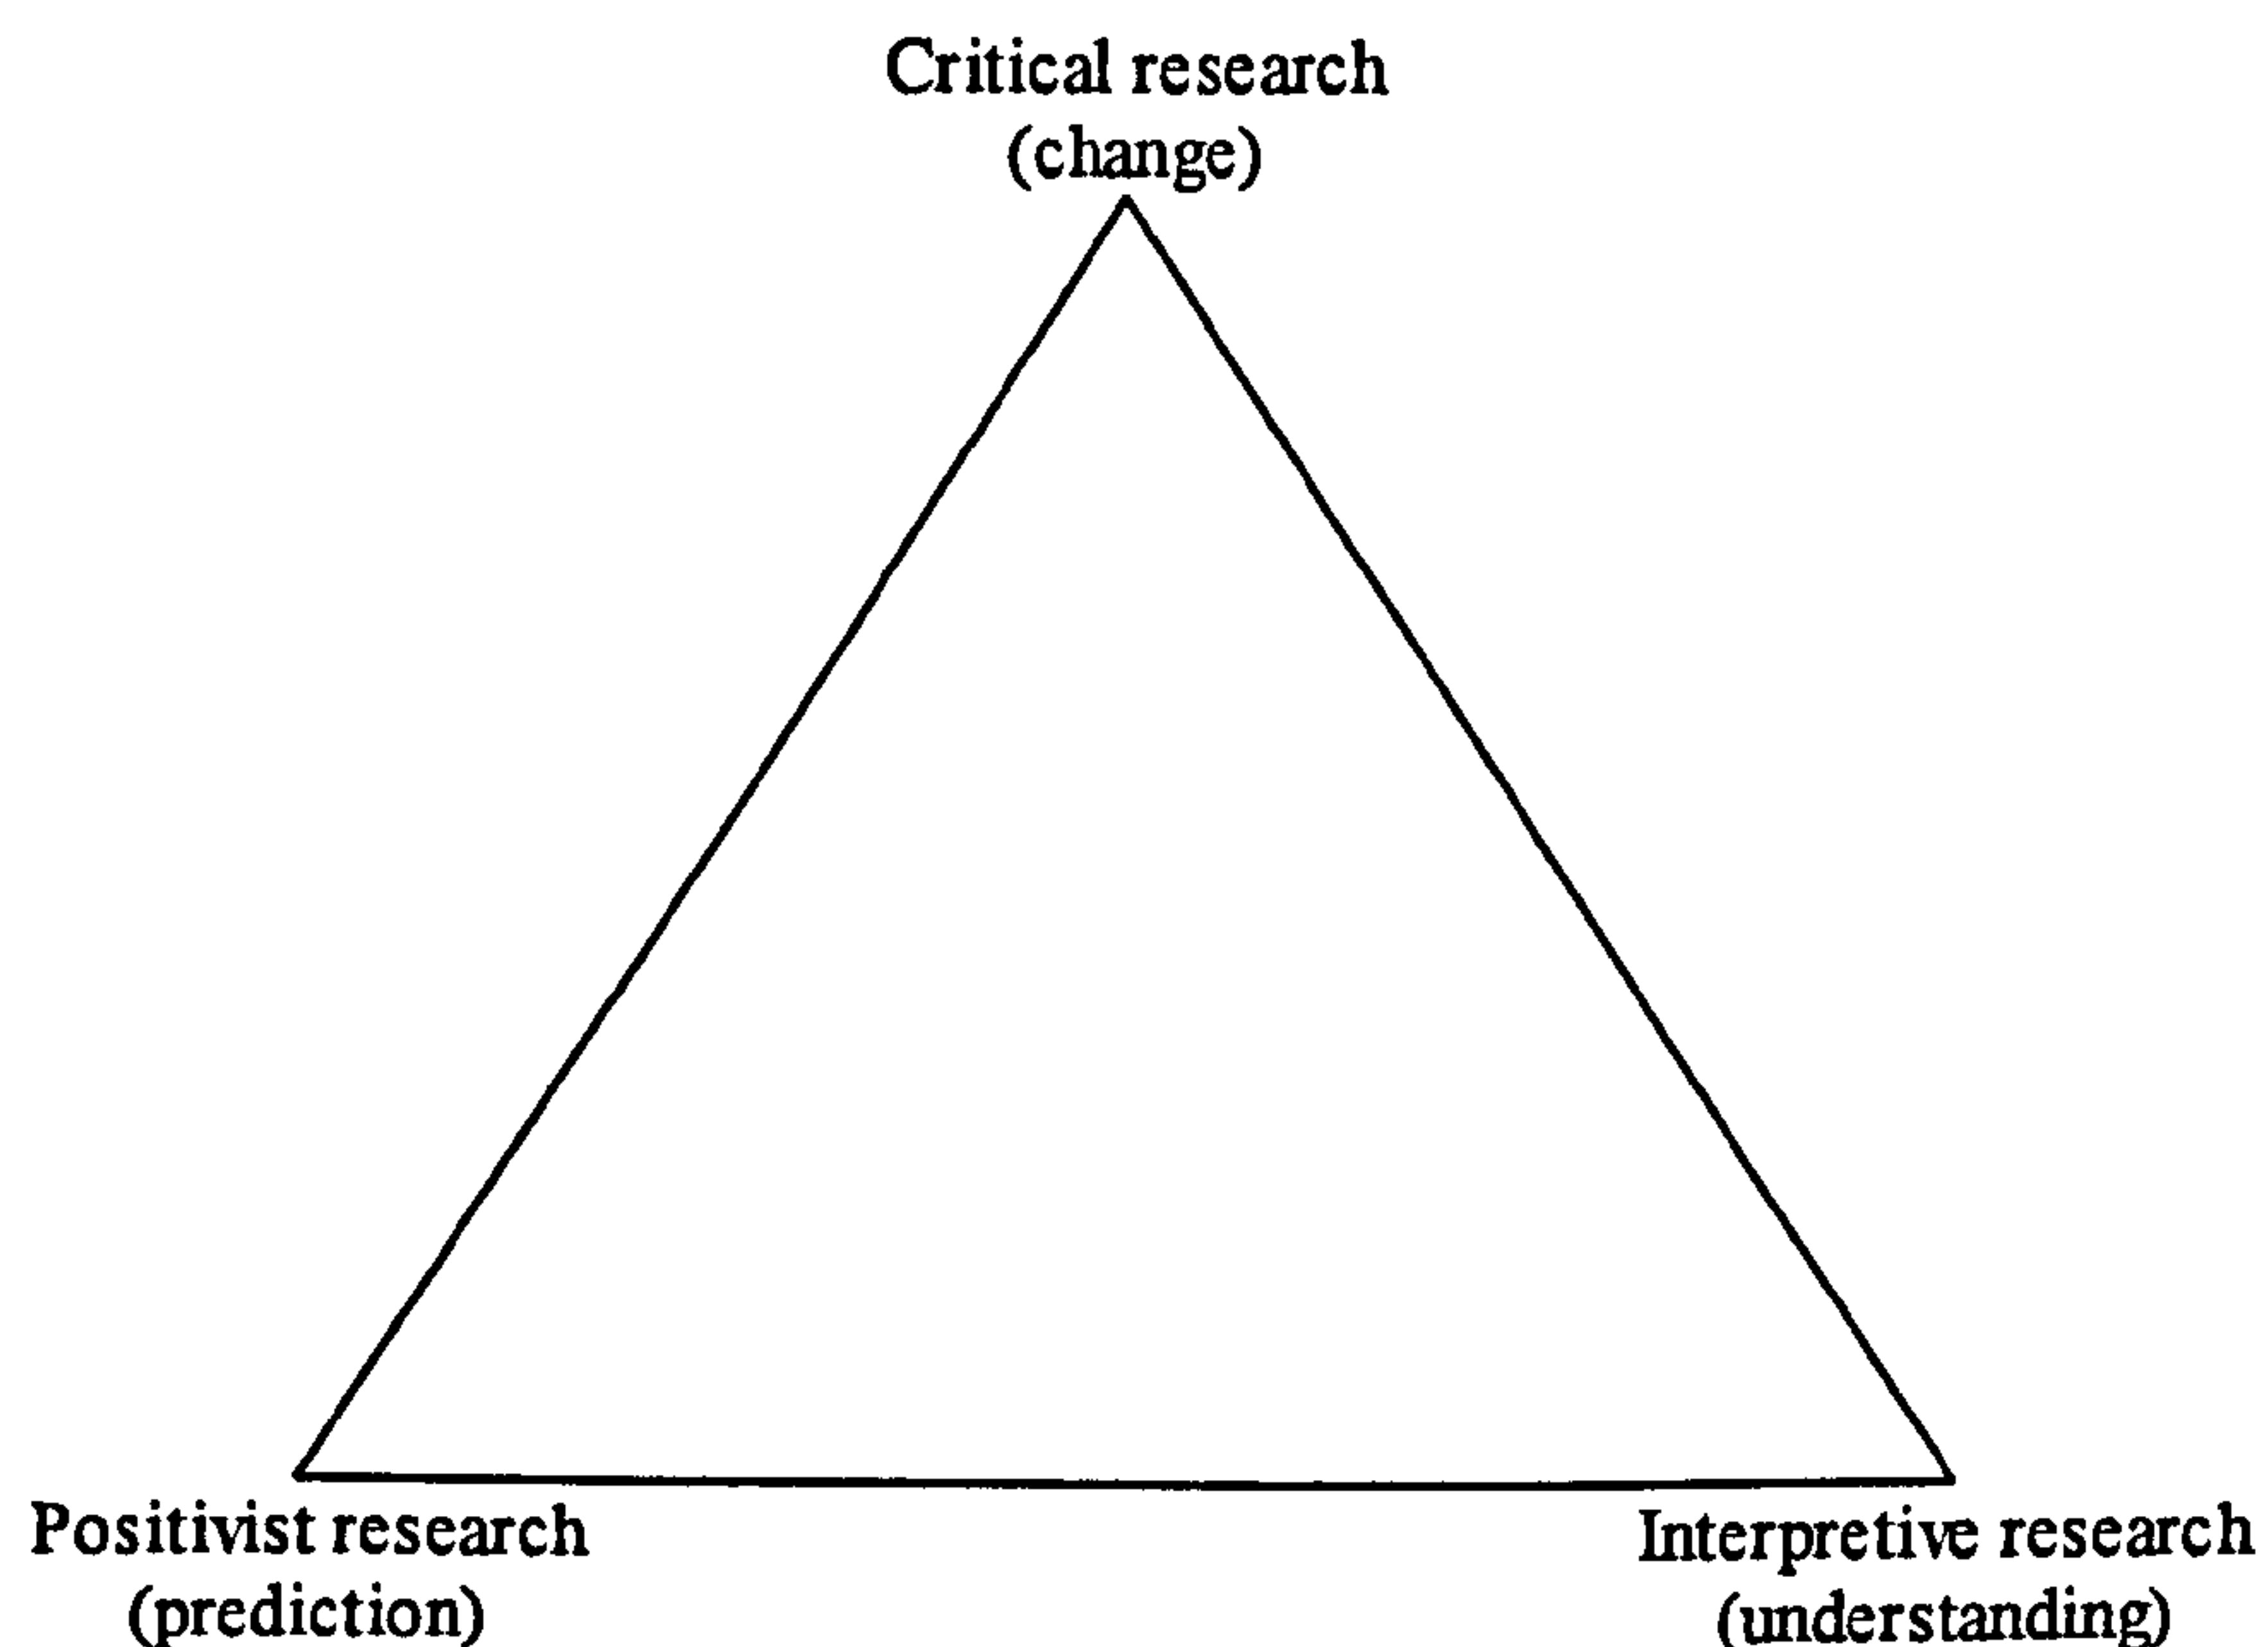 Critical research
(change)
Positivist research
(prediction)
Interpretive research
(understanding)